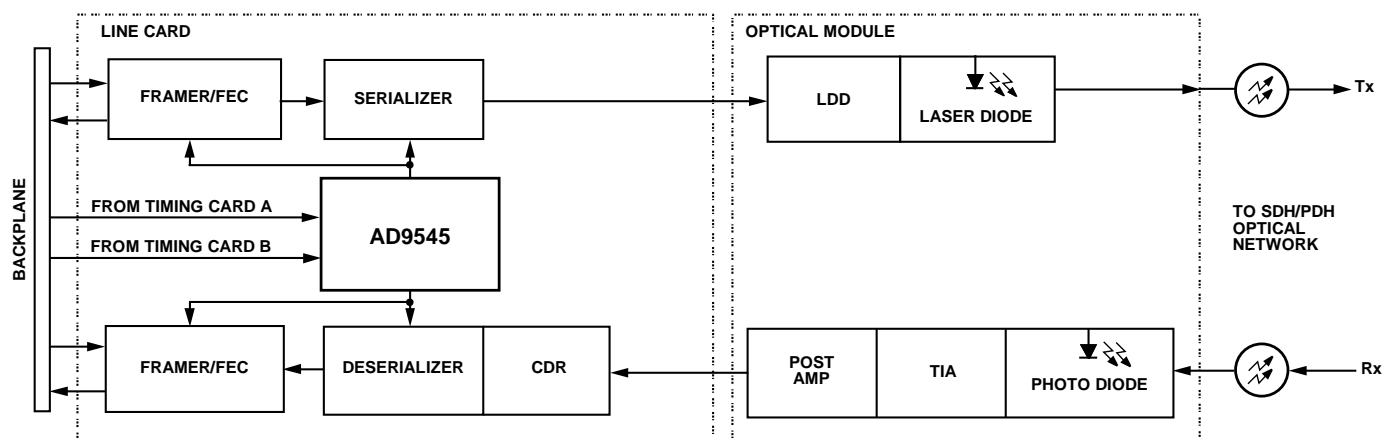 LINE CARD
OPTICAL MODULE
FRAMER/FEC
SERIALIZER
LDD
LASER DIODE
Tx
BACKPLANE
FROM TIMING CARD A
FROM TIMING CARD B
AD9545
TO SDH/PDH
OPTICAL
NETWORK
FRAMER/FEC
DESERIALIZER
CDR
POST
AMP
TIA
PHOTO DIODE
Rx